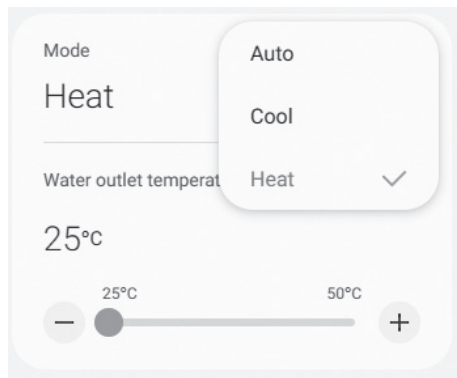 Mode
Heat
Auto
Cool
Heat
Water outlet temperat
25°C
25°C
50°C